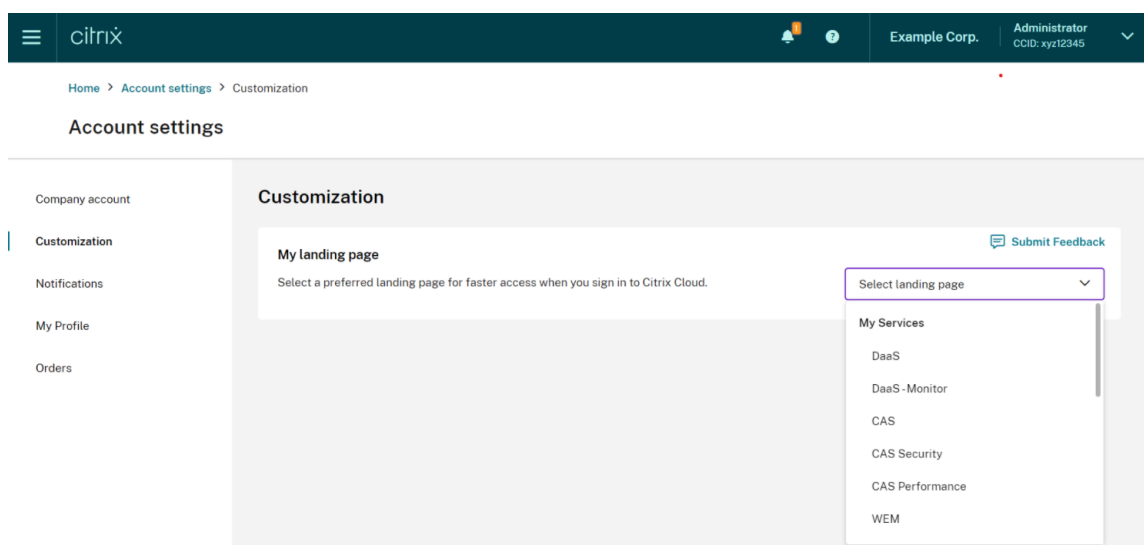 citrix
1
?
Example Corp.
Administrator
CCID: xyz12345
Home > Account settings > Customization
Account settings
Company account
Customization
Notifications
My Profile
Orders
Customization
Submit Feedback
My landing page
Select a preferred landing page for faster access when you sign in to Citrix Cloud.
Select landing page
My Services
DaaS
DaaS - Monitor
CAS
CAS Security
CAS Performance
WEM